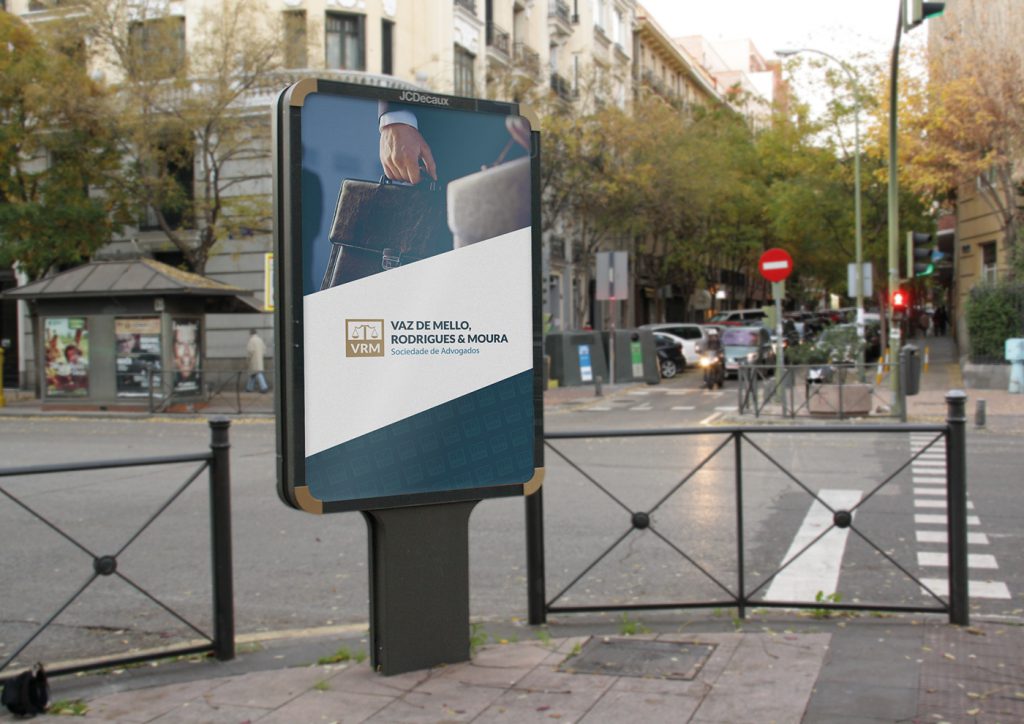 JCDecaux
VRM
VAZ DE MELLO,
RODRIGUES & MOURA
Sociedade de Advogados